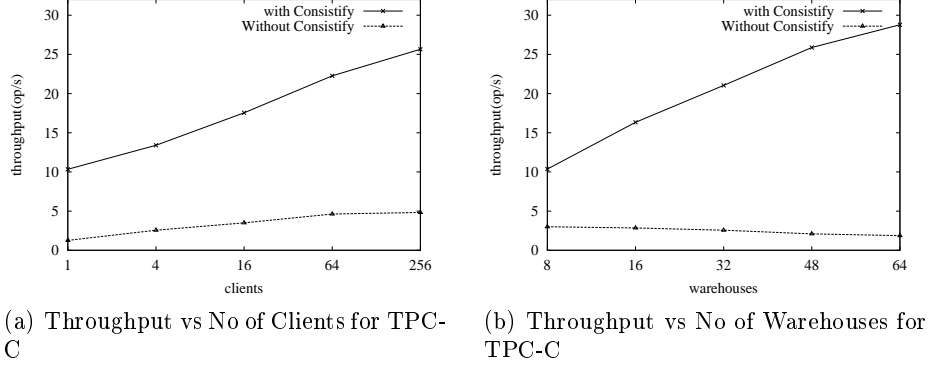 30
25
20
15
10
5
0
throughput(op/s)
with Consistify
Without Consistify
1 4 16 64 256
clients
(a) Throughput vs No of Clients for TPC-
C
30
25
20
15
10
5
0
throughput(op/s)
with Consistify
Without Consistify
8 16 32 48 64
warehouses
(b) Throughput vs No of Warehouses for
TPC-C